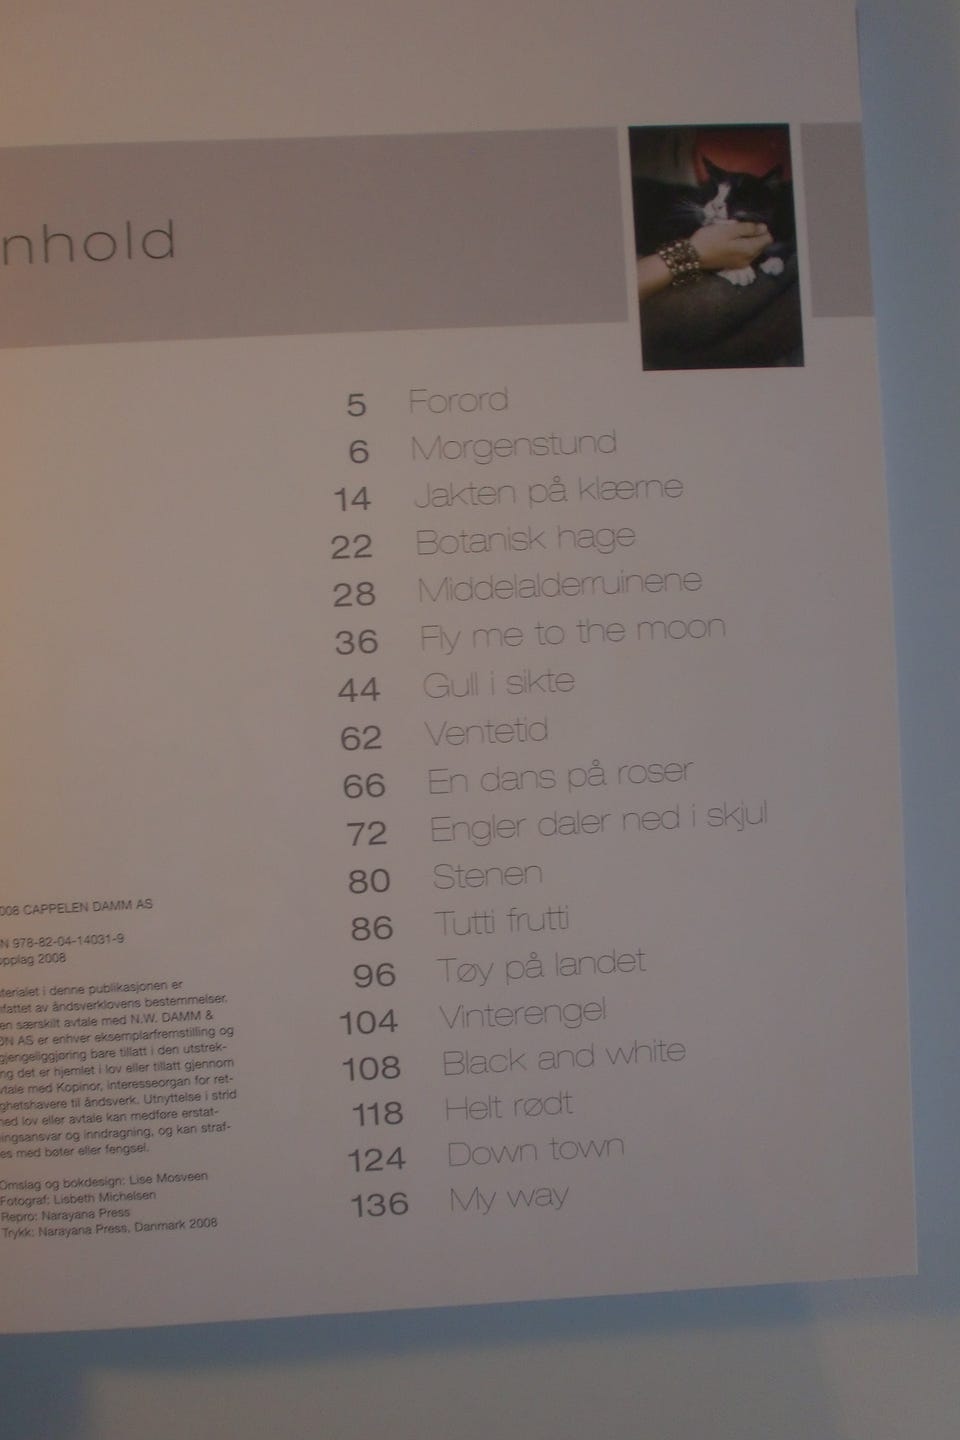 nhold
5 Forord
6 Morgenstund
14 Jakten på klærne
22 Botanisk hage
28 Middelalderruinene
36 Fly me to the moon
44 Gull i sikte
62 Ventetid
66 En dans på roser
72 Engler daler ned i skjul
80 Stenen
86 Tutti frutti
96 Tøy på landet
104 Vinterengel
108 Black and white
118 Helt rødt
124 Down town
136 My way
008 CAPPELEN DAMM AS
N 978-82-04-14031-9
opplag 2008
terialet i denne publikasjonen er
fattet av åndsverklovens bestemmelser.
en særskilt avtale med N.W. DAMM &
ØN AS er enhver eksemplarfremstilling og
gjengeliggjøring bare tillatt i den utstrek-
ng det er hjemlet i lov eller tillatt gjennom
vtale med Kopinor, interesseorgan for ret-
ghetshavere til åndsverk. Utnyttelse i strid
ned lov eller avtale kan medføre erstat-
ingsansvar og inndragning, og kan straf-
es med bøter eller fengsel.
Omslag og bokdesign: Lise Mosveen
Fotograf: Lisbeth Michelsen
Repro: Narayana Press
Trykk: Narayana Press, Danmark 2008